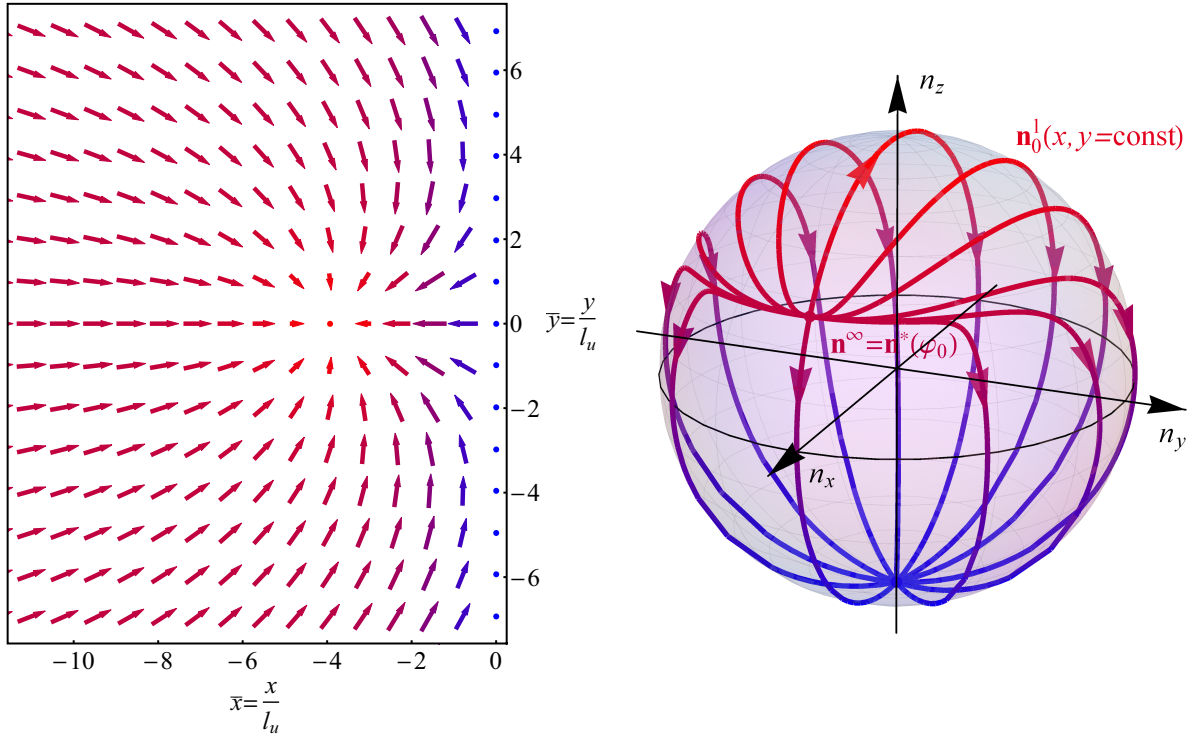 6
4
2
0
−2
−4
−6
ȳ=y/l_u
−10 −8 −6 −4 −2 0
x̄=x/l_u
n_z
n_0^1(x, y=const)
n^∞=n^*(φ_0)
n_y
n_x